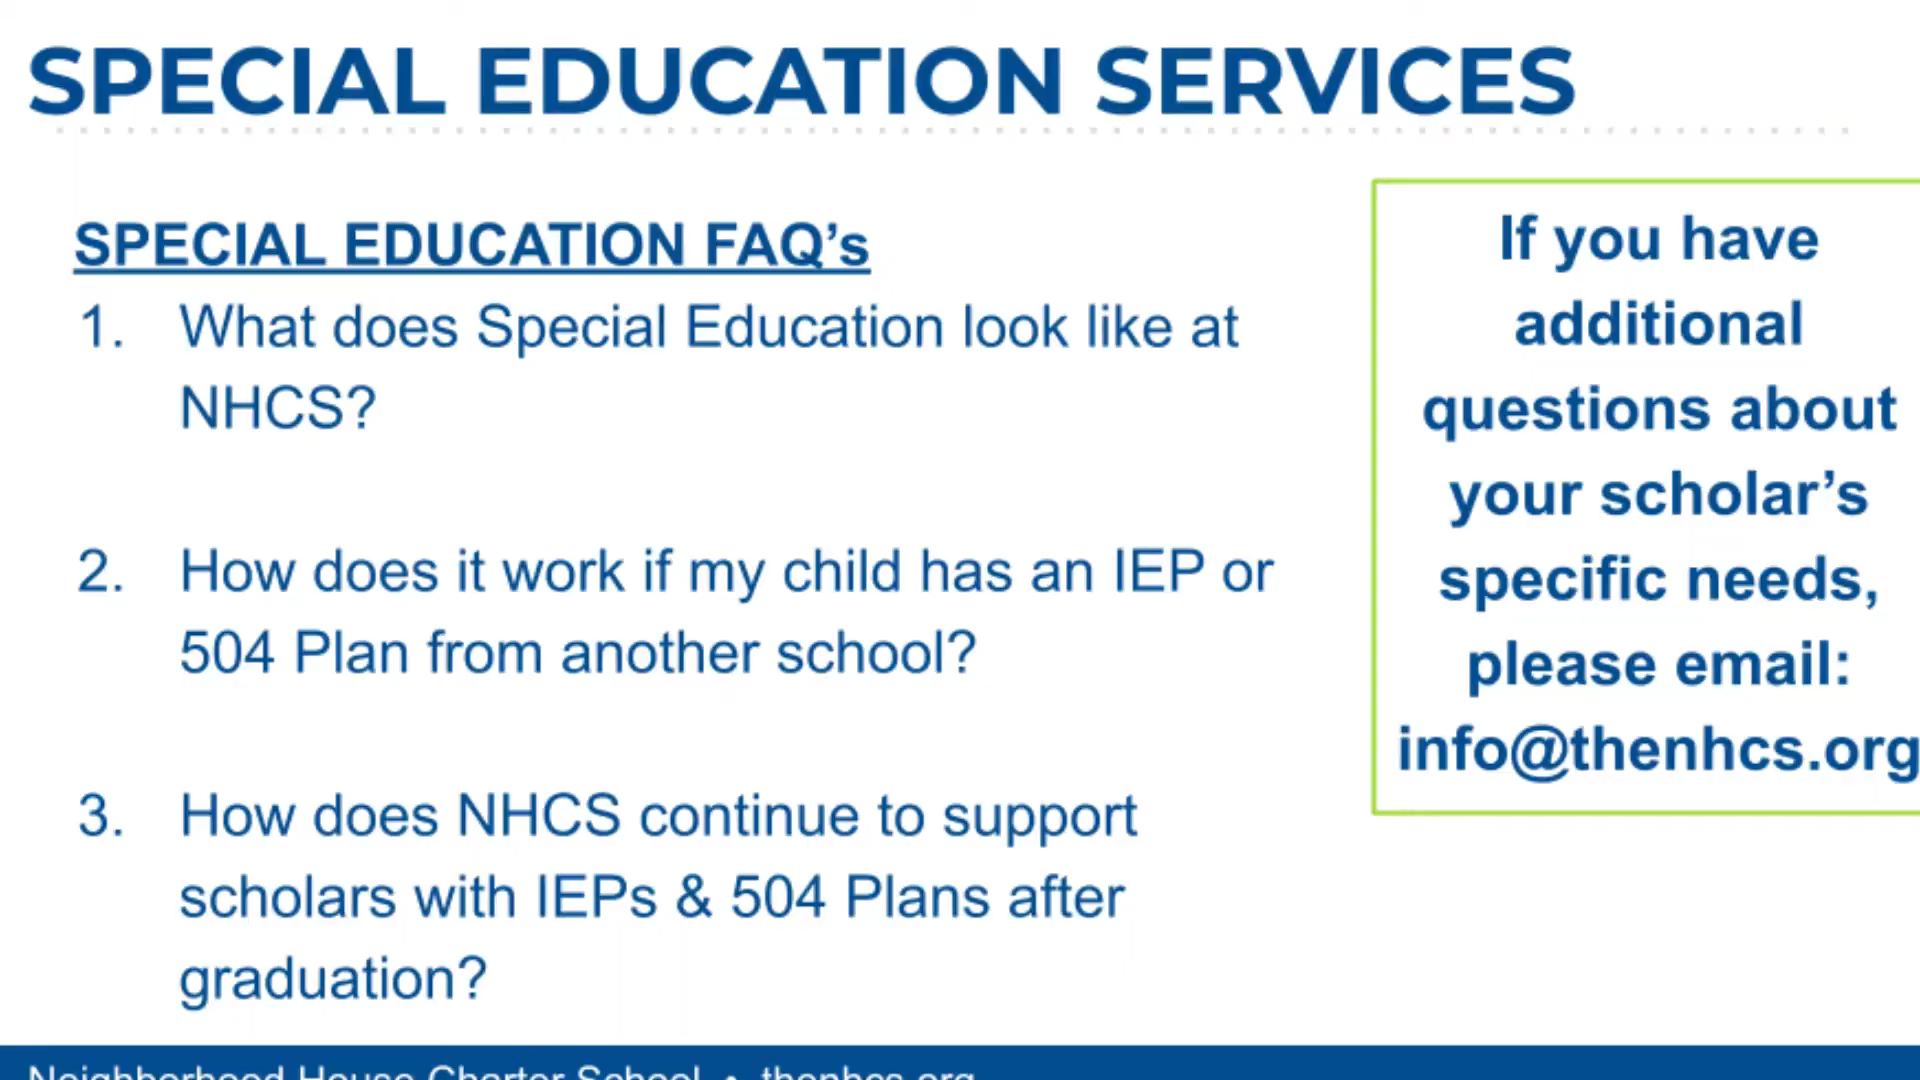 SPECIAL EDUCATION SERVICES
SPECIAL EDUCATION FAQ’s
1. What does Special Education look like at
NHCS?
2. How does it work if my child has an IEP or
504 Plan from another school?
3. How does NHCS continue to support
scholars with IEPs & 504 Plans after
graduation?
If you have
additional
questions about
your scholar’s
specific needs,
please email:
info@thenhcs.org
Neighborhood House Charter School • thenhcs.org